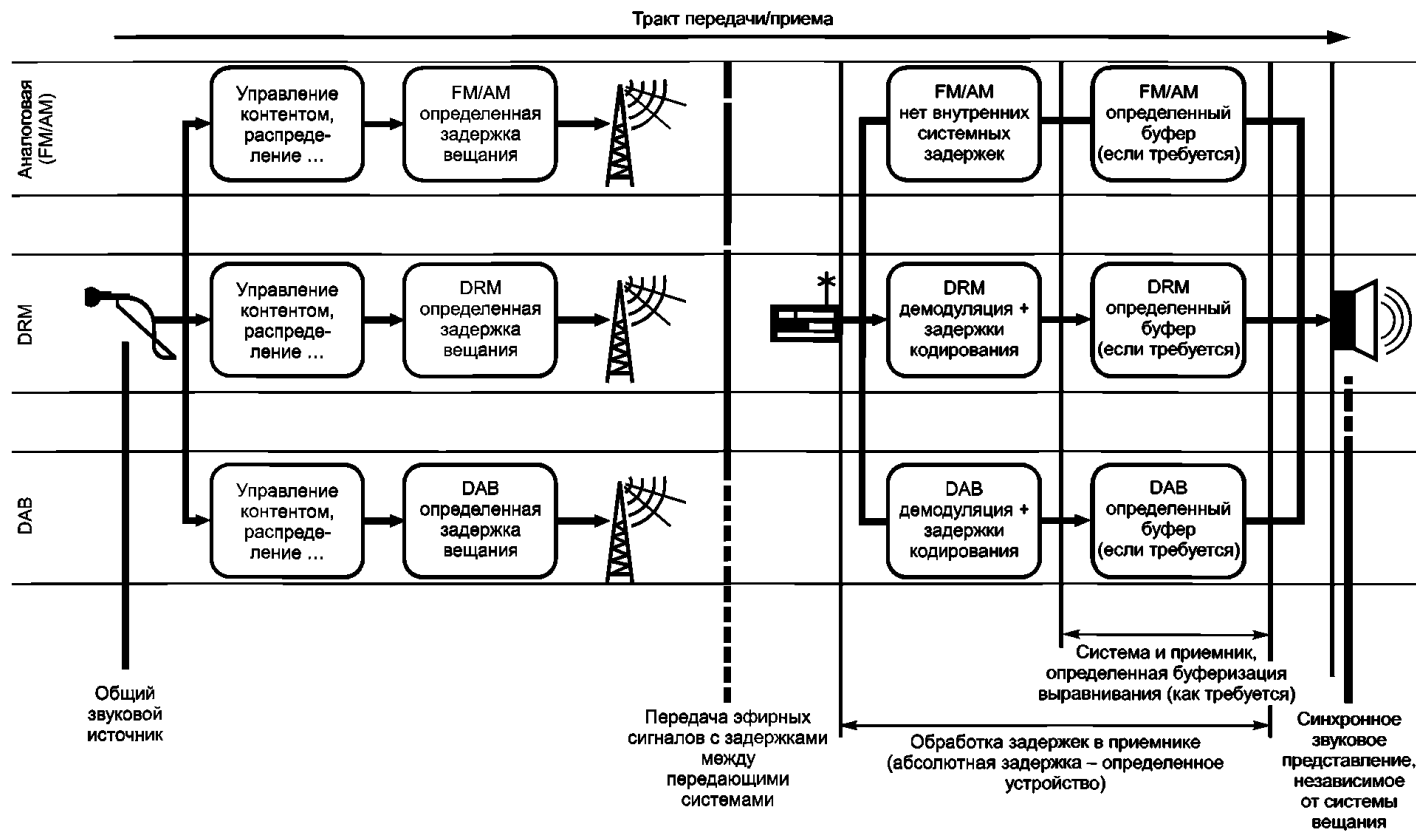 Тракт передачи/приема
Аналоговая
(FM/AM)
Управление
контентом,
распреде-
ление ...
FM/AM
определенная
задержка
вещания
FM/AM
нет внутренних
системных
задержек
FM/AM
определенный
буфер
(если требуется)
DRM
Управление
контентом,
распреде-
ление ...
DRM
определенная
задержка
вещания
DRM
демодуляция +
задержки
кодирования
DRM
определенный
буфер
(если требуется)
DAB
Управление
контентом,
распреде-
ление ...
DAB
определенная
задержка
вещания
DAB
демодуляция +
задержки
кодирования
DAB
определенный
буфер
(если требуется)
Общий
звуковой
источник
Передача эфирных
сигналов с задержками
между
передающими
системами
Система и приемник,
определенная буферизация
выравнивания (как требуется)
Обработка задержек в приемнике
(абсолютная задержка – определенное
устройство)
Синхронное
звуковое
представление,
независимое
от системы
вещания